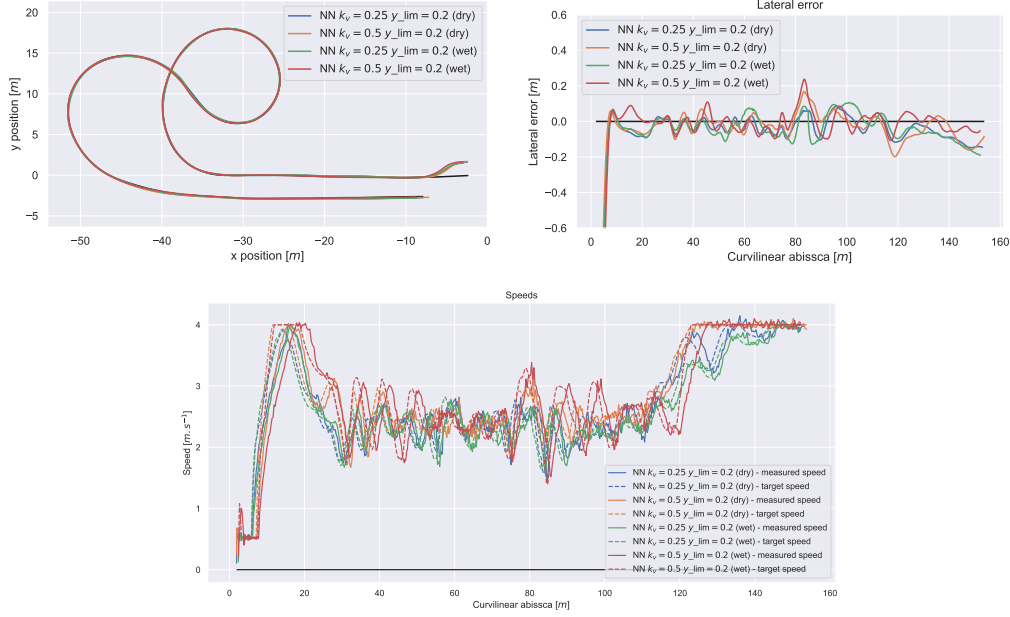 20
15
10
5
0
−5
y position [m]
−50
−40
−30
−20
−10
0
x position [m]
NN k_v = 0.25 y_lim = 0.2 (dry)
NN k_v = 0.5 y_lim = 0.2 (dry)
NN k_v = 0.25 y_lim = 0.2 (wet)
NN k_v = 0.5 y_lim = 0.2 (wet)
Lateral error
0.6
0.4
0.2
0.0
−0.2
−0.4
−0.6
Lateral error [m]
0
20
40
60
80
100
120
140
160
Curvilinear abissca [m]
NN k_v = 0.25 y_lim = 0.2 (dry)
NN k_v = 0.5 y_lim = 0.2 (dry)
NN k_v = 0.25 y_lim = 0.2 (wet)
NN k_v = 0.5 y_lim = 0.2 (wet)
Speeds
4
3
2
1
0
Speed [m.s⁻¹]
0
20
40
60
80
100
120
140
160
Curvilinear abissca [m]
NN k_v = 0.25 y_lim = 0.2 (dry) - measured speed
NN k_v = 0.25 y_lim = 0.2 (dry) - target speed
NN k_v = 0.5 y_lim = 0.2 (dry) - measured speed
NN k_v = 0.5 y_lim = 0.2 (dry) - target speed
NN k_v = 0.25 y_lim = 0.2 (wet) - measured speed
NN k_v = 0.25 y_lim = 0.2 (wet) - target speed
NN k_v = 0.5 y_lim = 0.2 (wet) - measured speed
NN k_v = 0.5 y_lim = 0.2 (wet) - target speed